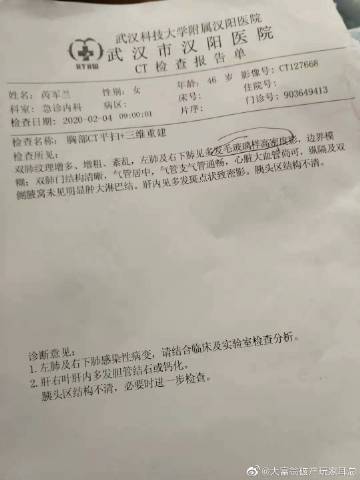 武汉科技大学附属汉阳医院
武汉市汉阳医院
CT 检查报告单
姓名：芮军兰 性别：女 年龄：46 岁 影像号：CT127668
科室：急诊内科 病区： 床号： 住院号：
检查日期：2020-02-04 09:00:01 门诊号：903649413
检查名称：胸部CT平扫+三维重建
检查所见：
双肺纹理增多、增粗、紊乱，左肺及右下肺见多发毛玻璃样高密度影，边界模
糊；双肺门结构清晰，气管居中，气管支气管通畅，心脏大血管尚可，纵隔及双
侧腋窝未见明显肿大淋巴结。肝内见多发斑点状致密影。胰头区结构不清。
诊断意见：
1. 左肺及右下肺感染性病变，请结合临床及实验室检查分析。
2. 肝右叶肝内多发胆管结石或钙化。
胰头区结构不清，必要时进一步检查。
@大富翁破产玩家耳总